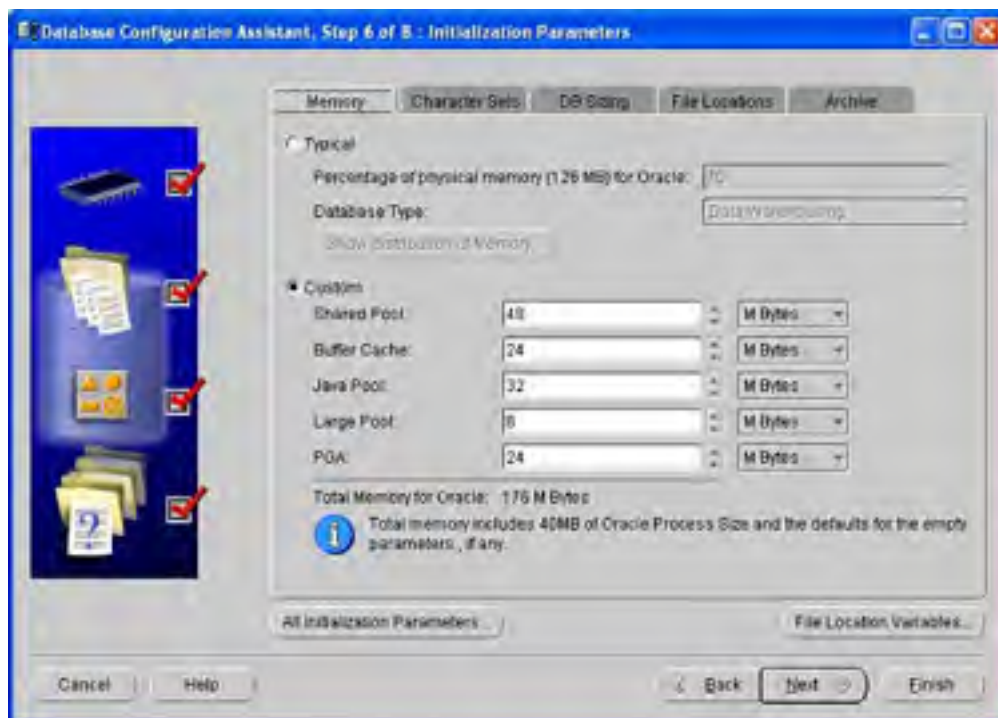 Database Configuration Assistant, Step 6 of 8 : Initialization Parameters
Memory Character Sets DB Sizing File Locations Archive
Typical
Percentage of physical memory (126 MB) for Oracle: 70
Database Type: Data Warehousing
Show distribution of Memory...
Custom
Shared Pool: 48 M Bytes
Buffer Cache: 24 M Bytes
Java Pool: 32 M Bytes
Large Pool: 8 M Bytes
PGA: 24 M Bytes
Total Memory for Oracle: 176 M Bytes
Total memory includes 40MB of Oracle Process Size and the defaults for the empty
parameters , if any.
All Initialization Parameters... File Location Variables...
Cancel Help Back Next Finish